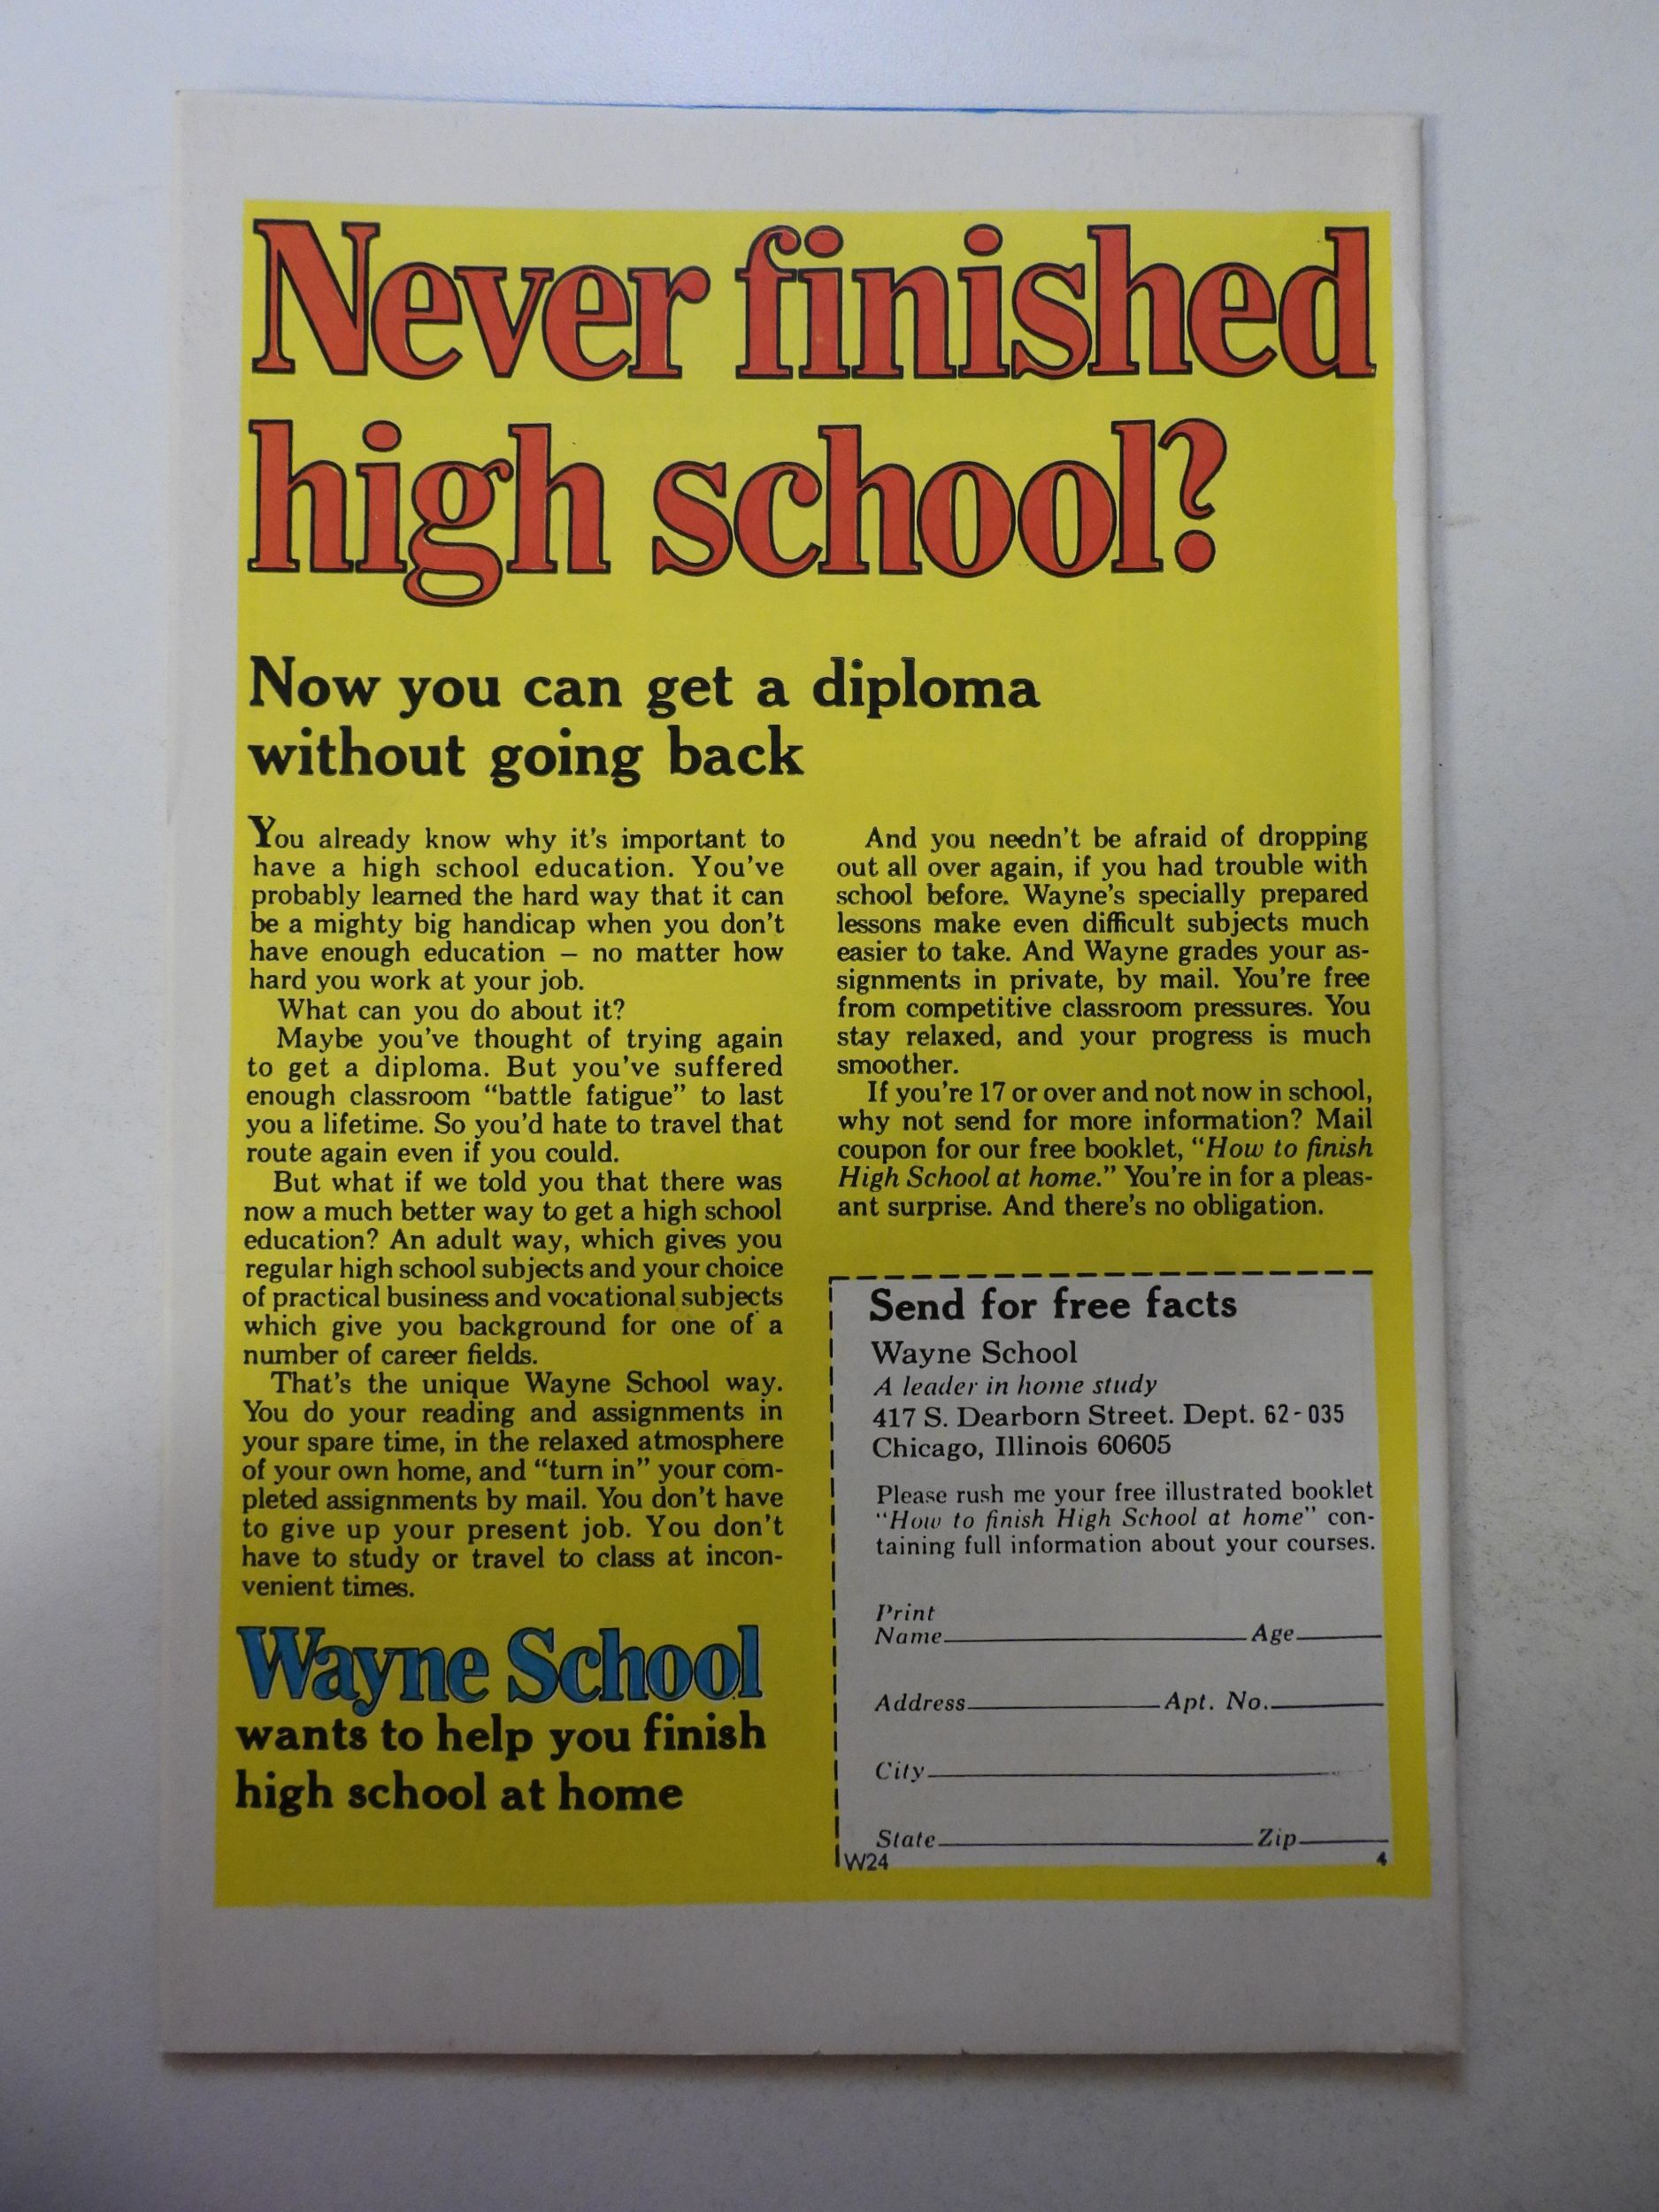 Never finished
high school?
Now you can get a diploma
without going back
You already know why it's important to
have a high school education. You've
probably learned the hard way that it can
be a mighty big handicap when you don't
have enough education – no matter how
hard you work at your job.
What can you do about it?
Maybe you've thought of trying again
to get a diploma. But you've suffered
enough classroom “battle fatigue” to last
you a lifetime. So you'd hate to travel that
route again even if you could.
But what if we told you that there was
now a much better way to get a high school
education? An adult way, which gives you
regular high school subjects and your choice
of practical business and vocational subjects
which give you background for one of a
number of career fields.
That's the unique Wayne School way.
You do your reading and assignments in
your spare time, in the relaxed atmosphere
of your own home, and “turn in” your com-
pleted assignments by mail. You don't have
to give up your present job. You don't
have to study or travel to class at incon-
venient times.
Wayne School
wants to help you finish
high school at home
And you needn't be afraid of dropping
out all over again, if you had trouble with
school before. Wayne's specially prepared
lessons make even difficult subjects much
easier to take. And Wayne grades your as-
signments in private, by mail. You're free
from competitive classroom pressures. You
stay relaxed, and your progress is much
smoother.
If you're 17 or over and not now in school,
why not send for more information? Mail
coupon for our free booklet, “How to finish
High School at home.” You're in for a pleas-
ant surprise. And there's no obligation.
Send for free facts
Wayne School
A leader in home study
417 S. Dearborn Street. Dept. 62-035
Chicago, Illinois 60605
Please rush me your free illustrated booklet
“How to finish High School at home” con-
taining full information about your courses.
Print
Name Age
Address Apt. No.
City
State Zip
W24 4